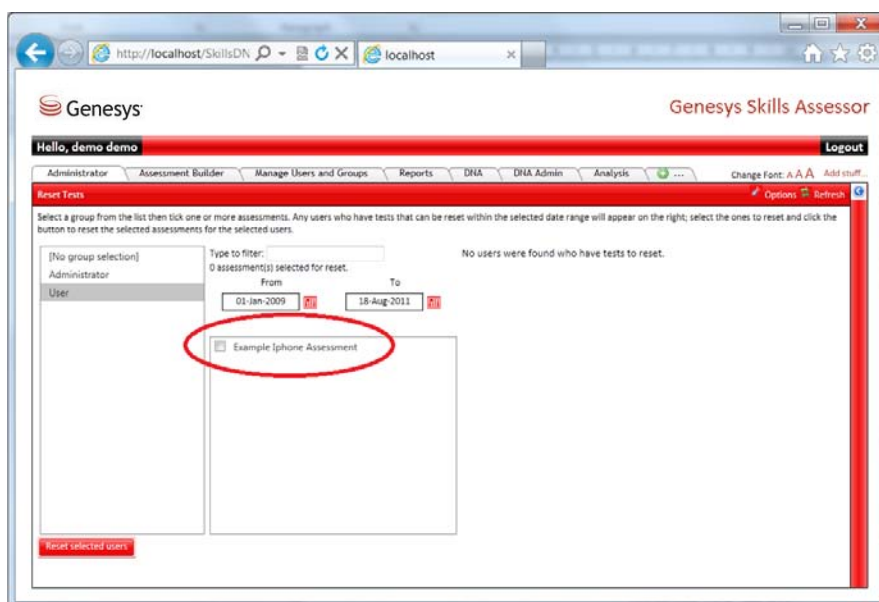 http://localhost/SkillsDN
localhost
Genesys
Genesys Skills Assessor
Hello, demo demo
Logout
Administrator Assessment Builder Manage Users and Groups Reports DNA DNA Admin Analysis ... Change Font: A A A Add stuff...
Reset Tests
Options Refresh
Select a group from the list then tick one or more assessments. Any users who have tests that can be reset within the selected date range will appear on the right; select the ones to reset and click the
button to reset the selected assessments for the selected users.
[No group selection]
Administrator
User
Type to filter:
0 assessment(s) selected for reset.
From To
01-Jan-2009 18-Aug-2011
Example Iphone Assessment
No users were found who have tests to reset.
Reset selected users